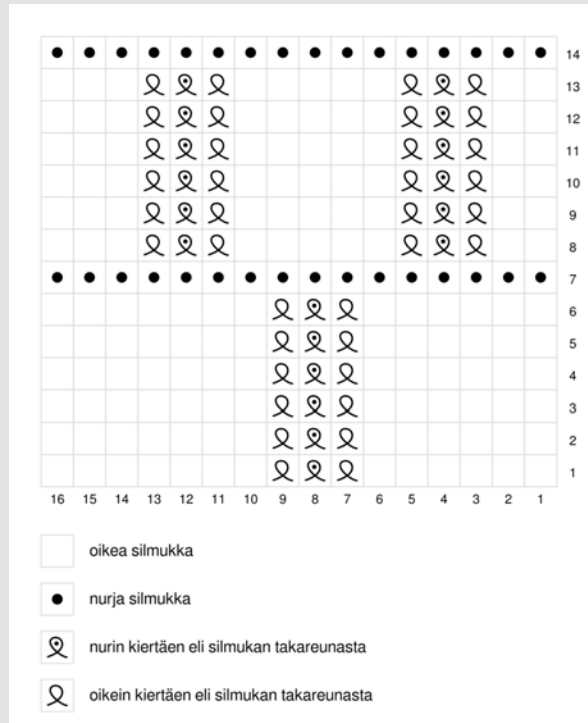 14
13
12
11
10
9
8
7
6
5
4
3
2
1
16 15 14 13 12 11 10 9 8 7 6 5 4 3 2 1
oikea silmukka
nurja silmukka
nurin kiertäen eli silmukan takareunasta
oikein kiertäen eli silmukan takareunasta